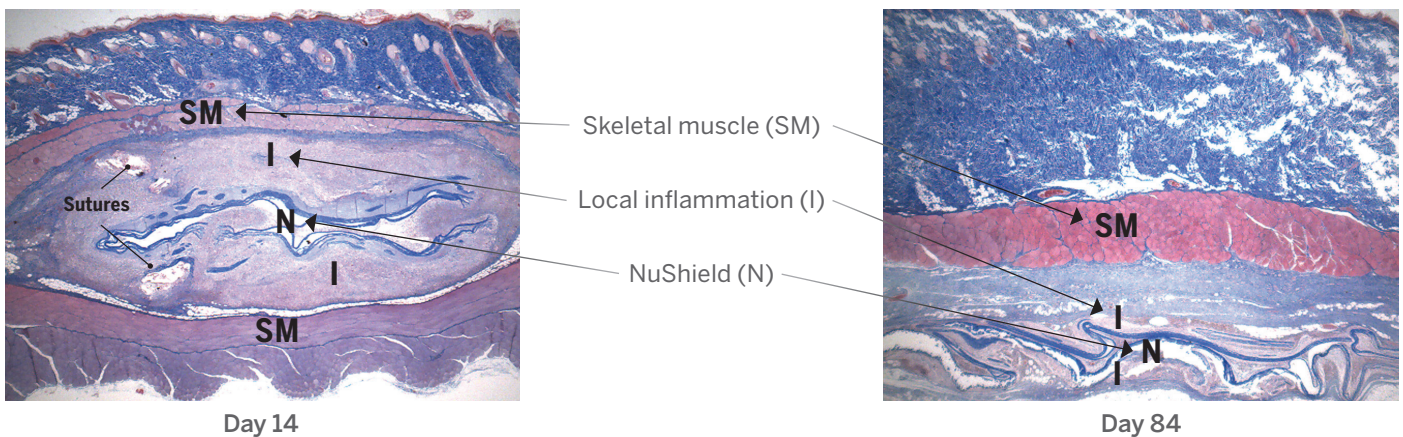 SM
I
Sutures
N
I
SM
Day 14
Skeletal muscle (SM)
Local inflammation (I)
NuShield (N)
SM
I
N
I
Day 84